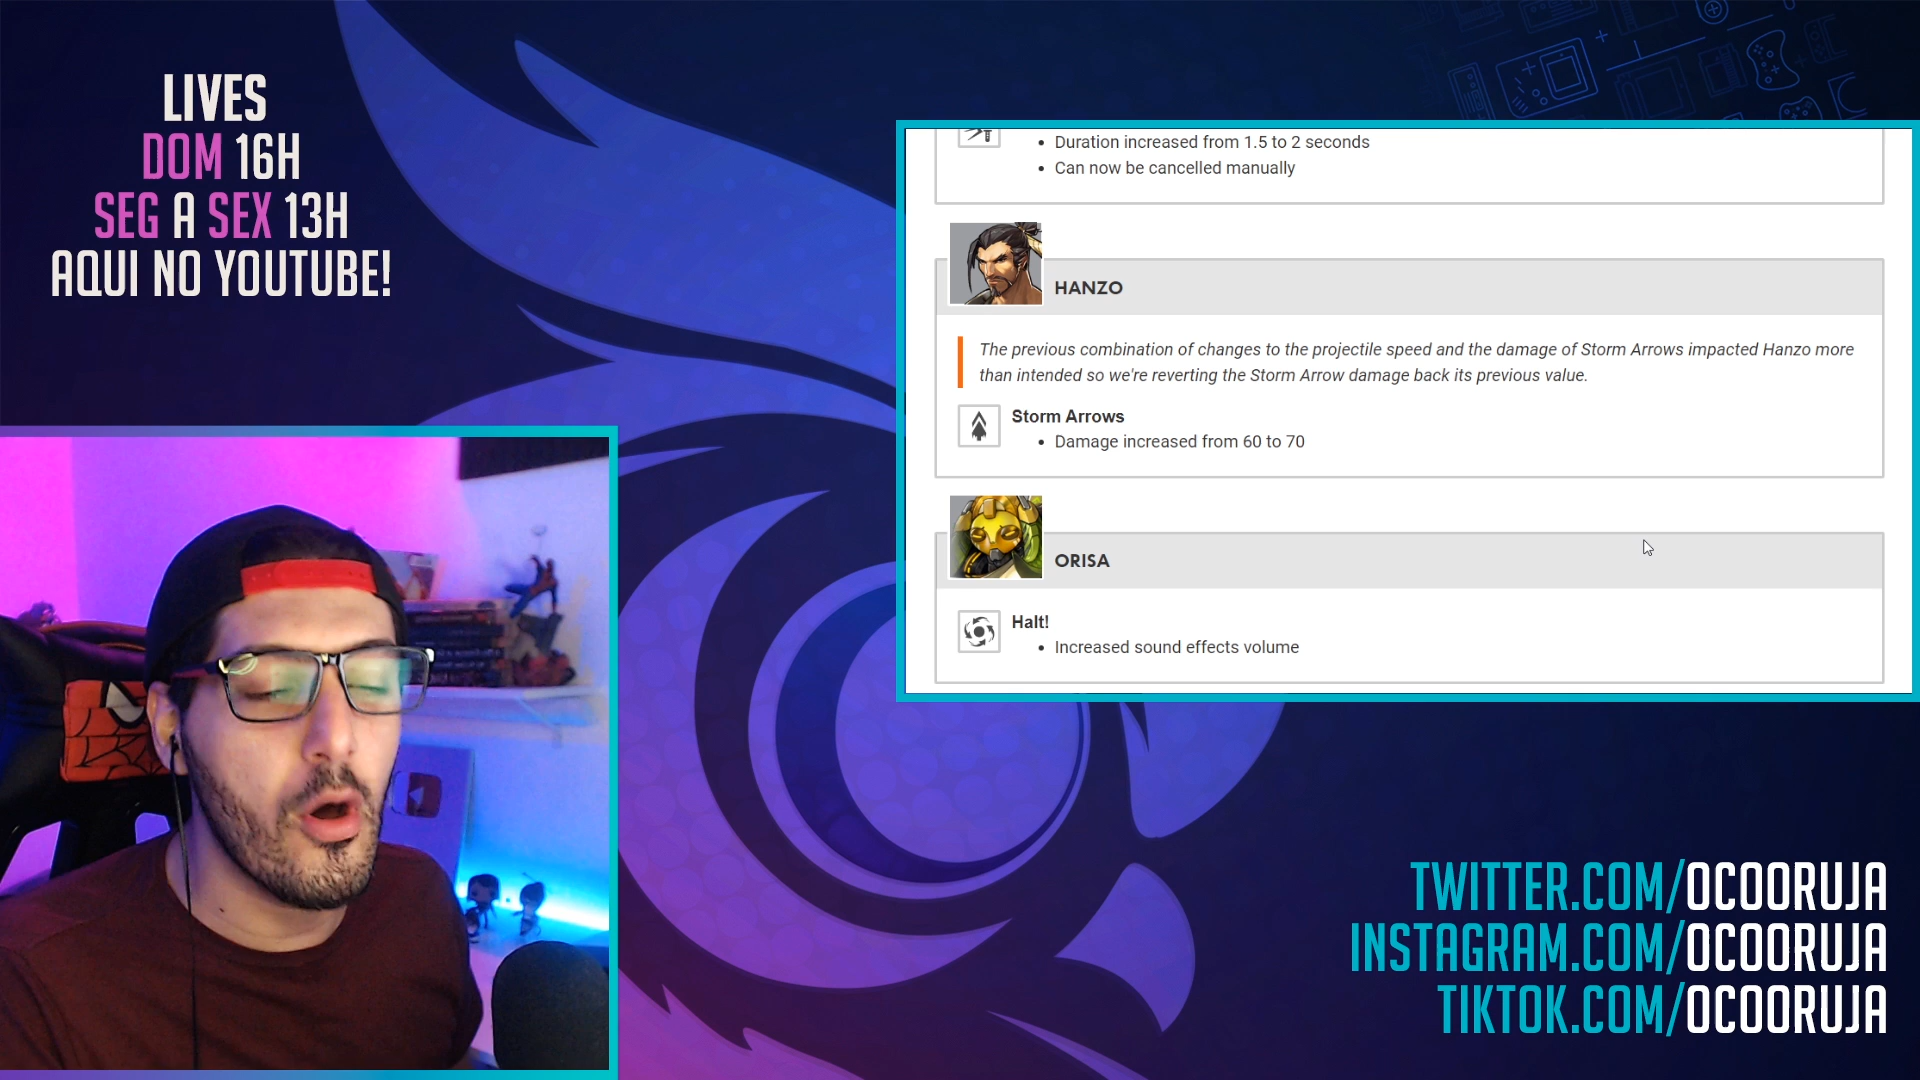 LIVES
DOM 16H
SEG A SEX 13H
AQUI NO YOUTUBE!
Duration increased from 1.5 to 2 seconds
Can now be cancelled manually
HANZO
The previous combination of changes to the projectile speed and the damage of Storm Arrows impacted Hanzo more
than intended so we're reverting the Storm Arrow damage back its previous value.
Storm Arrows
Damage increased from 60 to 70
ORISA
Halt!
Increased sound effects volume
TWITTER.COM/OCOORUJA
INSTAGRAM.COM/OCOORUJA
TIKTOK.COM/OCOORUJA